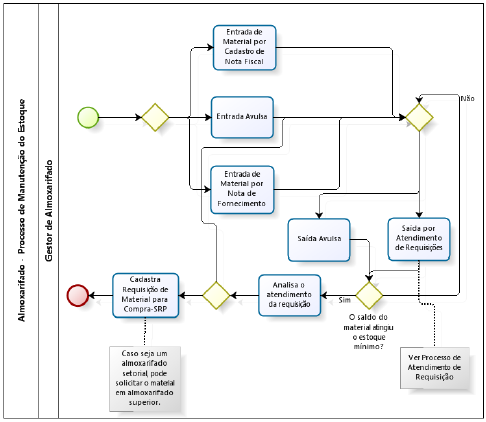 Almoxarifado - Processo de Manutenção do Estoque
Gestor de Almoxarifado
Entrada de
Material por
Cadastro de
Nota Fiscal
Entrada Avulsa
Entrada de
Material por
Nota de
Fornecimento
Não
Saída Avulsa
Saída por
Atendimento
de Requisições
Cadastra
Requisição de
Material para
Compra-SRP
Analisa o
atendimento
da requisição
Sim
O saldo do
material atingiu
o estoque
mínimo?
Caso seja um
almoxarifado
setorial, pode
solicitar o material
em almoxarifado
superior.
Ver Processo de
Atendimento de
Requisição